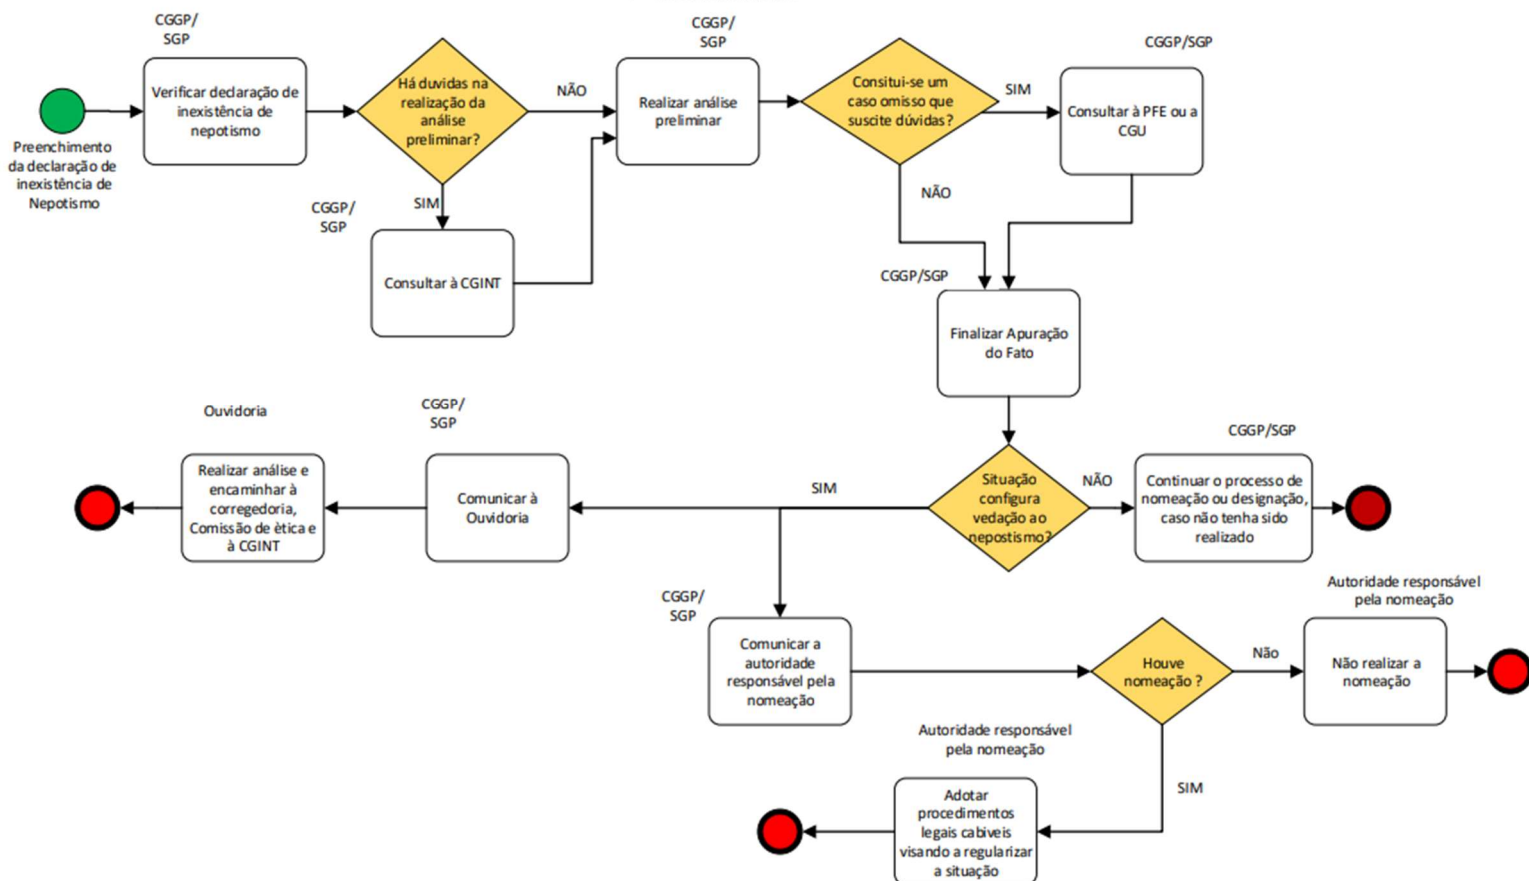 CGGP/
SGP
Preenchimento
da declaração de
inexistência de
Nepotismo
Verificar declaração de
inexistência de
nepotismo
Há duvidas na
realização da
análise
preliminar?
NÃO
SIM
CGGP/
SGP
Consultar à CGINT
CGGP/
SGP
Realizar análise
preliminar
Consitui-se um
caso omisso que
suscite dúvidas?
SIM
NÃO
CGGP/SGP
Consultar à PFE ou a
CGU
CGGP/SGP
Finalizar Apuração
do Fato
Situação
configura
vedação ao
nepostismo?
NÃO
CGGP/SGP
Continuar o processo de
nomeação ou designação,
caso não tenha sido
realizado
SIM
CGGP/
SGP
Comunicar à
Ouvidoria
Ouvidoria
Realizar análise e
encaminhar à
corregedoria,
Comissão de ètica e
à CGINT
CGGP/
SGP
Comunicar a
autoridade
responsável pela
nomeação
Houve
nomeação ?
Não
Autoridade responsável
pela nomeação
Não realizar a
nomeação
SIM
Autoridade responsável
pela nomeação
Adotar
procedimentos
legais cabiveis
visando a regularizar
a situação